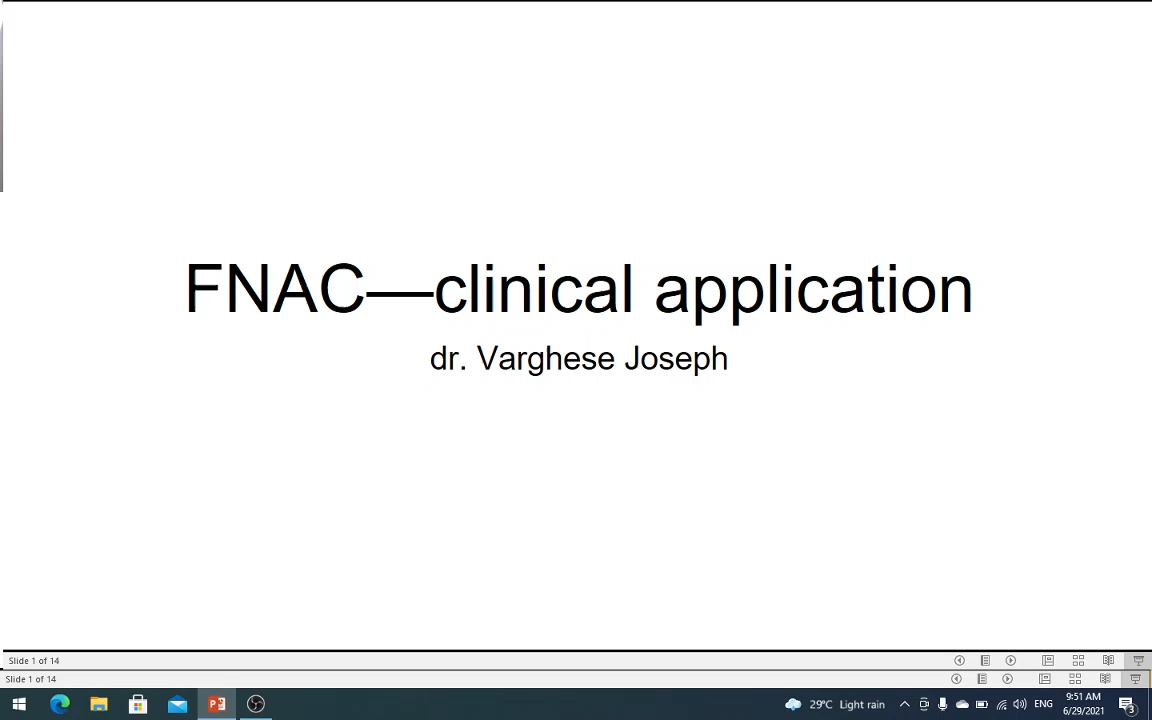 FNAC—clinical application
dr. Varghese Joseph
Slide 1 of 14
Slide 1 of 14
29°C Light rain
ENG
9:51 AM
6/29/2021
3